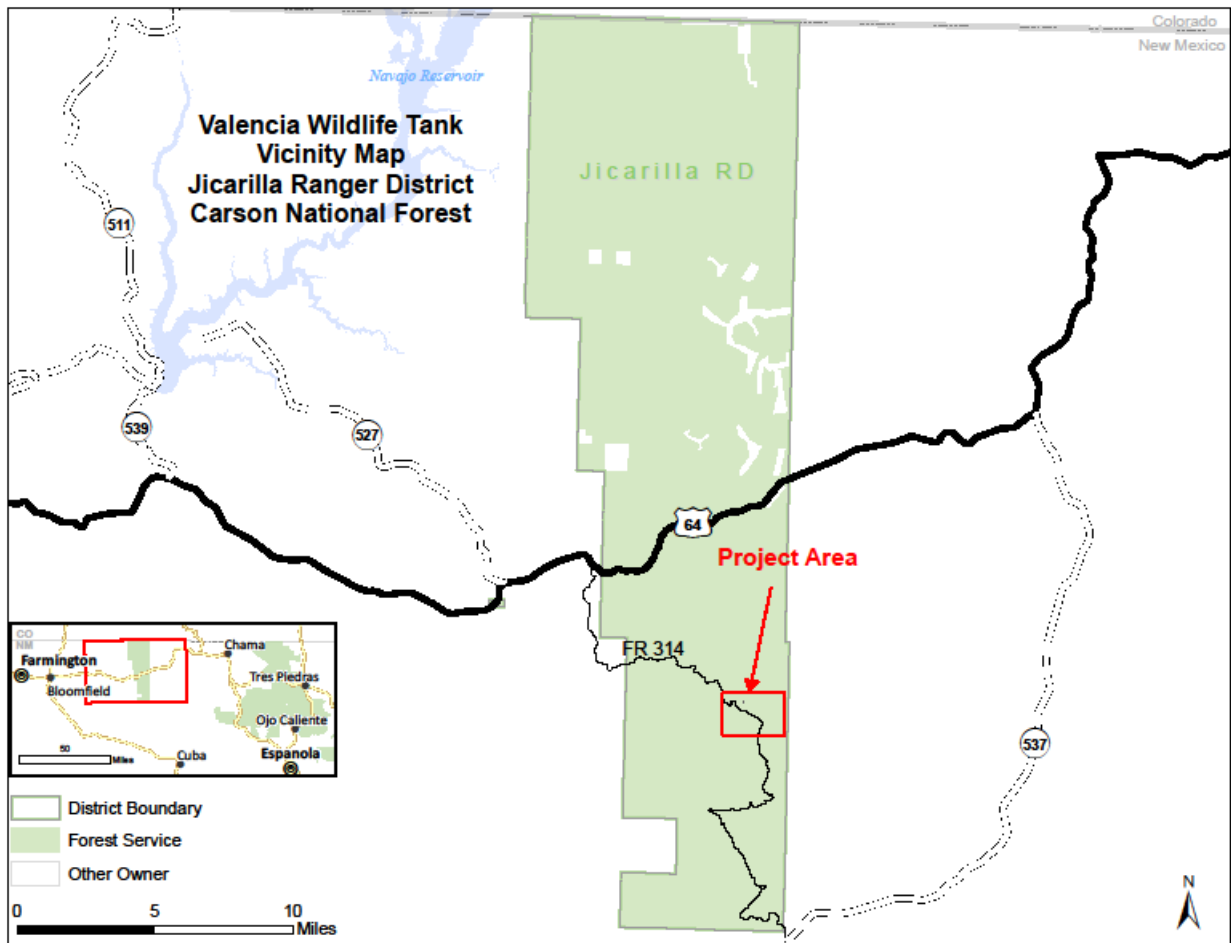 Colorado
New Mexico
Navajo Reservoir
Valencia Wildlife Tank
Vicinity Map
Jicarilla Ranger District
Carson National Forest
Jicarilla RD
511
539
527
64
Project Area
FR 314
537
CO
NM
Farmington
Bloomfield
Chama
Tres Piedras
Ojo Caliente
Espanola
Cuba
50
Miles
District Boundary
Forest Service
Other Owner
0 5 10
Miles
N